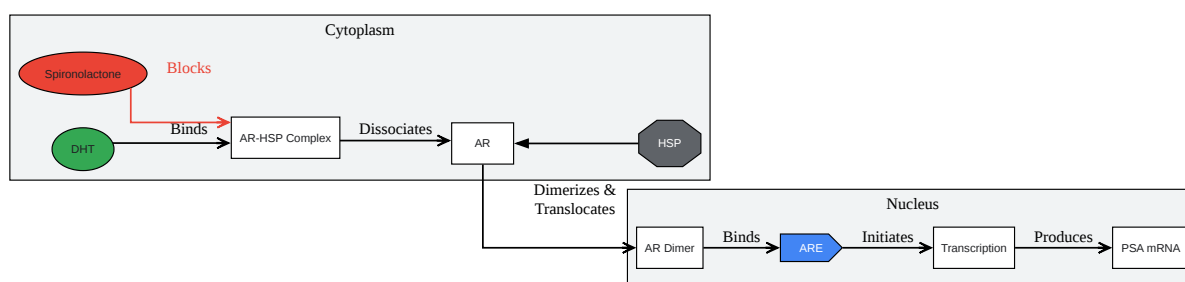 Cytoplasm
Spironolactone
Blocks
DHT
Binds
AR-HSP Complex
Dissociates
AR
HSP
Dimerizes &
Translocates
Nucleus
AR Dimer
Binds
ARE
Initiates
Transcription
Produces
PSA mRNA